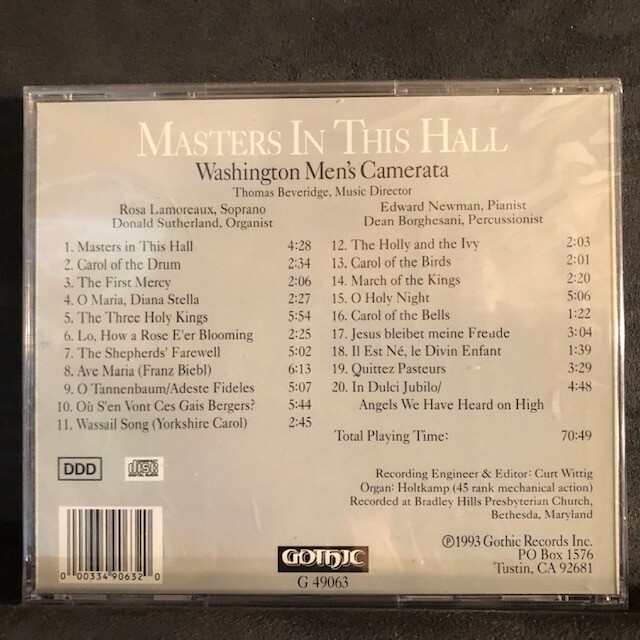 MASTERS IN THIS HALL
Washington Men's Camerata
Thomas Beveridge, Music Director
Rosa Lamoreaux, Soprano
Donald Sutherland, Organist
Edward Newman, Pianist
Dean Borghesani, Percussionist
1. Masters in This Hall 4:28
2. Carol of the Drum 2:34
3. The First Mercy 2:06
4. O Maria, Diana Stella 2:27
5. The Three Holy Kings 5:54
6. Lo, How a Rose E'er Blooming 2:25
7. The Shepherds' Farewell 5:02
8. Ave Maria (Franz Biebl) 6:13
9. O Tannenbaum/Adeste Fideles 5:07
10. Où S'en Vont Ces Gais Bergers? 5:44
11. Wassail Song (Yorkshire Carol) 2:45
12. The Holly and the Ivy 2:03
13. Carol of the Birds 2:01
14. March of the Kings 2:20
15. O Holy Night 5:06
16. Carol of the Bells 1:22
17. Jesus bleibet meine Freude 3:04
18. Il Est Né, le Divin Enfant 1:39
19. Quittez Pasteurs 3:29
20. In Dulci Jubilo/ 4:48
Angels We Have Heard on High
Total Playing Time: 70:49
DDD
COMPACT
disc
DIGITAL AUDIO
Recording Engineer & Editor: Curt Wittig
Organ: Holtkamp (45 rank mechanical action)
Recorded at Bradley Hills Presbyterian Church,
Bethesda, Maryland
0 00334 90632 0
GOTHIC
G 49063
℗1993 Gothic Records Inc.
PO Box 1576
Tustin, CA 92681